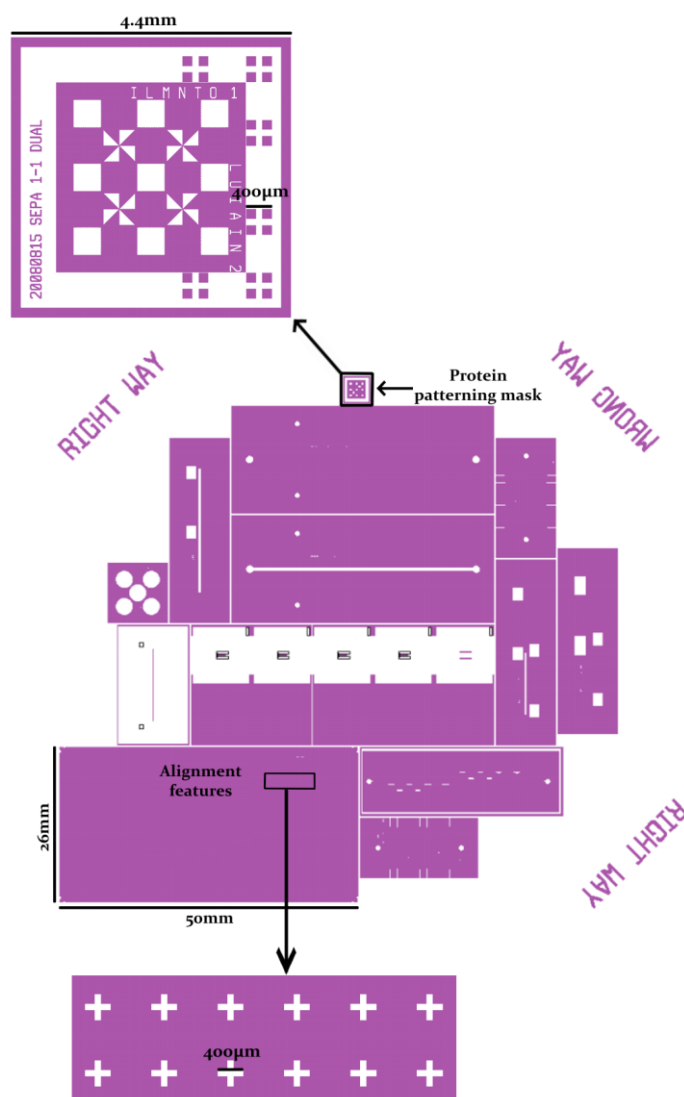 4.4mm
ILMNTO 1
20080815 SEPA 1-1 DUAL
400μm
RIGHT WAY
WRONG WAY
Protein
patterning mask
Alignment
features
26mm
50mm
RIGHT WAY
400μm